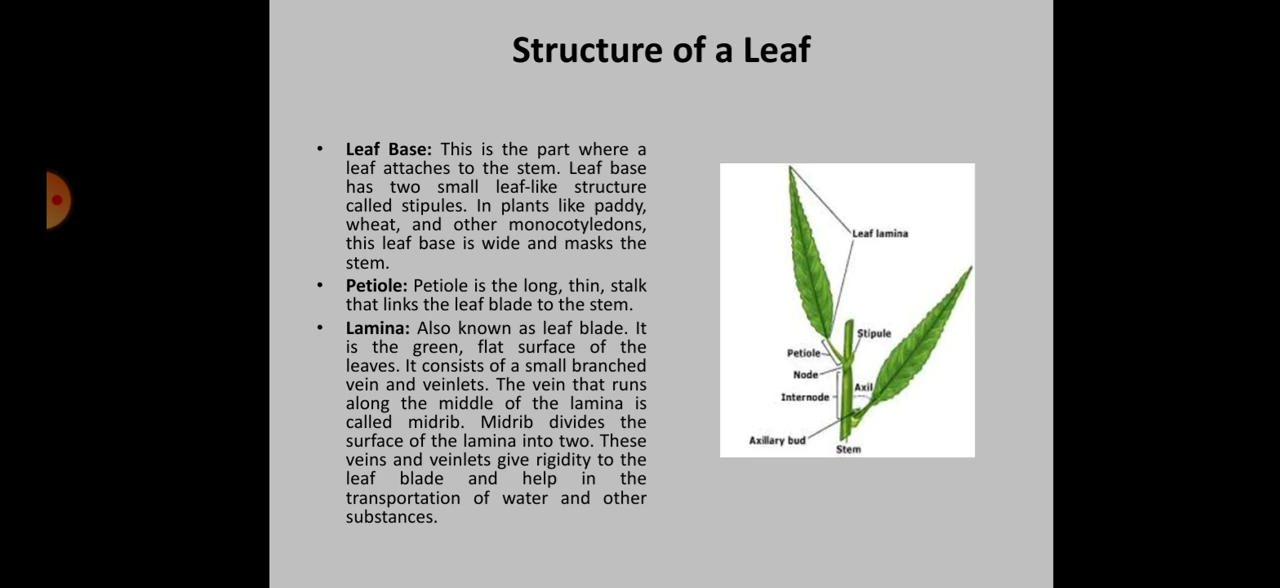 Structure of a Leaf
• Leaf Base: This is the part where a
leaf attaches to the stem. Leaf base
has two small leaf-like structure
called stipules. In plants like paddy,
wheat, and other monocotyledons,
this leaf base is wide and masks the
stem.
• Petiole: Petiole is the long, thin, stalk
that links the leaf blade to the stem.
• Lamina: Also known as leaf blade. It
is the green, flat surface of the
leaves. It consists of a small branched
vein and veinlets. The vein that runs
along the middle of the lamina is
called midrib. Midrib divides the
surface of the lamina into two. These
veins and veinlets give rigidity to the
leaf blade and help in the
transportation of water and other
substances.
Leaf lamina
Stipule
Petiole
Node
Axil
Internode
Axillary bud
Stem